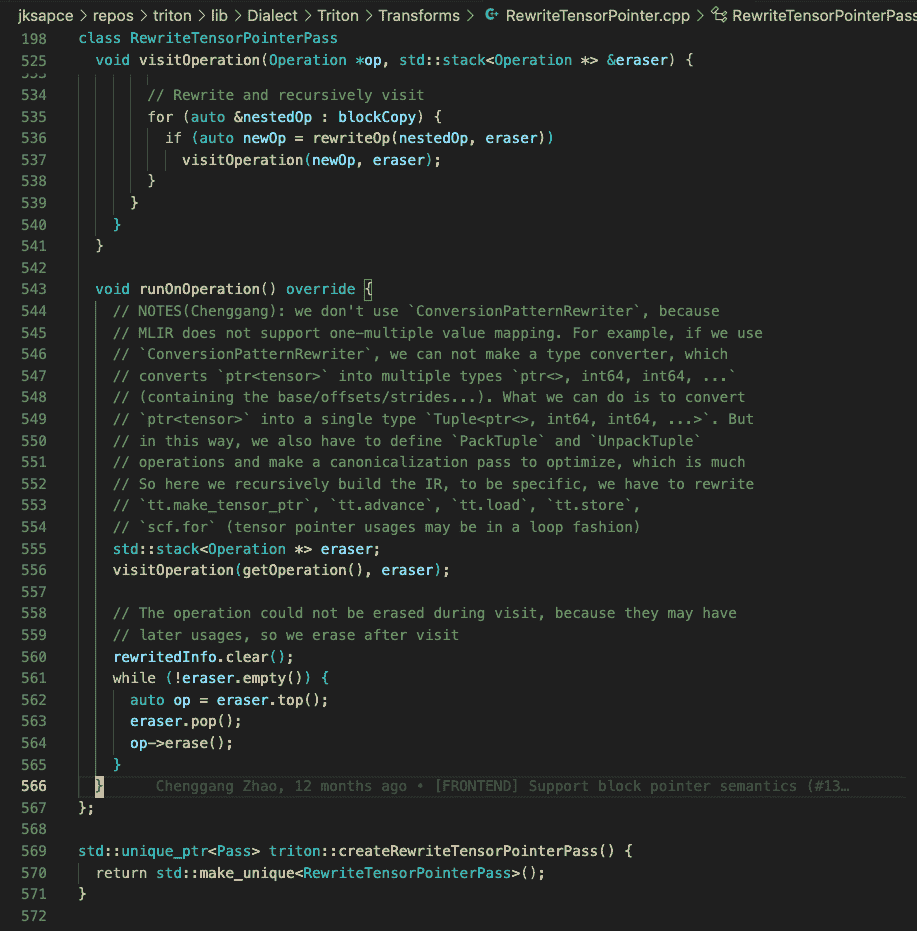 jksapce > repos > triton > lib > Dialect > Triton > Transforms > RewriteTensorPointer.cpp > RewriteTensorPointerPass
198 class RewriteTensorPointerPass
525   void visitOperation(Operation *op, std::stack<Operation *> &eraser) {
534         // Rewrite and recursively visit
535         for (auto &nestedOp : blockCopy) {
536           if (auto newOp = rewriteOp(nestedOp, eraser))
537             visitOperation(newOp, eraser);
538         }
539       }
540     }
541   }
542
543   void runOnOperation() override {
544     // NOTES(Chenggang): we don't use `ConversionPatternRewriter`, because
545     // MLIR does not support one-multiple value mapping. For example, if we use
546     // `ConversionPatternRewriter`, we can not make a type converter, which
547     // converts `ptr<tensor>` into multiple types `ptr<>, int64, int64, ...`
548     // (containing the base/offsets/strides...). What we can do is to convert
549     // `ptr<tensor>` into a single type `Tuple<ptr<>, int64, int64, ...>`. But
550     // in this way, we also have to define `PackTuple` and `UnpackTuple`
551     // operations and make a canonicalization pass to optimize, which is much
552     // So here we recursively build the IR, to be specific, we have to rewrite
553     // `tt.make_tensor_ptr`, `tt.advance`, `tt.load`, `tt.store`,
554     // `scf.for` (tensor pointer usages may be in a loop fashion)
555     std::stack<Operation *> eraser;
556     visitOperation(getOperation(), eraser);
557
558     // The operation could not be erased during visit, because they may have
559     // later usages, so we erase after visit
560     rewritedInfo.clear();
561     while (!eraser.empty()) {
562       auto op = eraser.top();
563       eraser.pop();
564       op->erase();
565     }
566   }      Chenggang Zhao, 12 months ago • [FRONTEND] Support block pointer semantics (#13…
567 };
568
569 std::unique_ptr<Pass> triton::createRewriteTensorPointerPass() {
570   return std::make_unique<RewriteTensorPointerPass>();
571 }
572